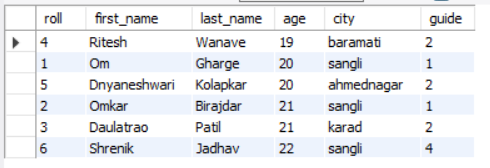 roll first_name last_name age city guide
4 Ritesh Wanave 19 baramati 2
1 Om Gharge 20 sangli 1
5 Dnyaneshwari Kolapkar 20 ahmednagar 2
2 Omkar Birajdar 21 sangli 1
3 Daulatrao Patil 21 karad 2
6 Shrenik Jadhav 22 sangli 4